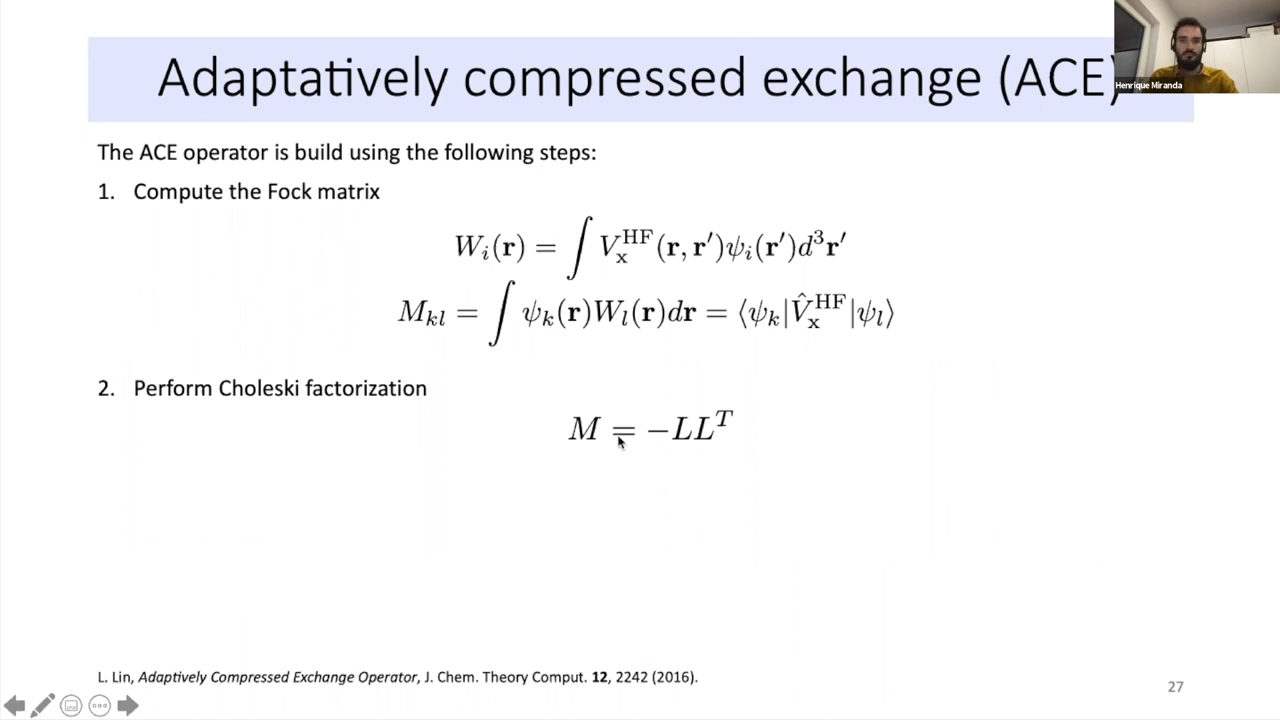 Adaptatively compressed exchange (ACE)
Henrique Miranda
The ACE operator is build using the following steps:
1. Compute the Fock matrix
W_i(r) = ∫ V_x^HF(r, r′)ψ_i(r′)d³r′
M_kl = ∫ ψ_k(r)W_l(r)dr = ⟨ψ_k|V̂_x^HF|ψ_l⟩
2. Perform Choleski factorization
M = −LL^T
L. Lin, Adaptively Compressed Exchange Operator, J. Chem. Theory Comput. 12, 2242 (2016).
27